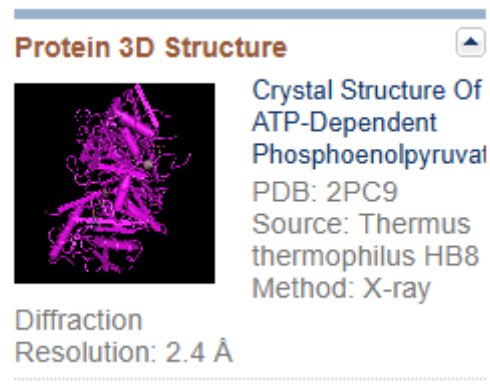 Protein 3D Structure
Crystal Structure Of
ATP-Dependent
Phosphoenolpyruvat
PDB: 2PC9
Source: Thermus
thermophilus HB8
Method: X-ray
Diffraction
Resolution: 2.4 Å